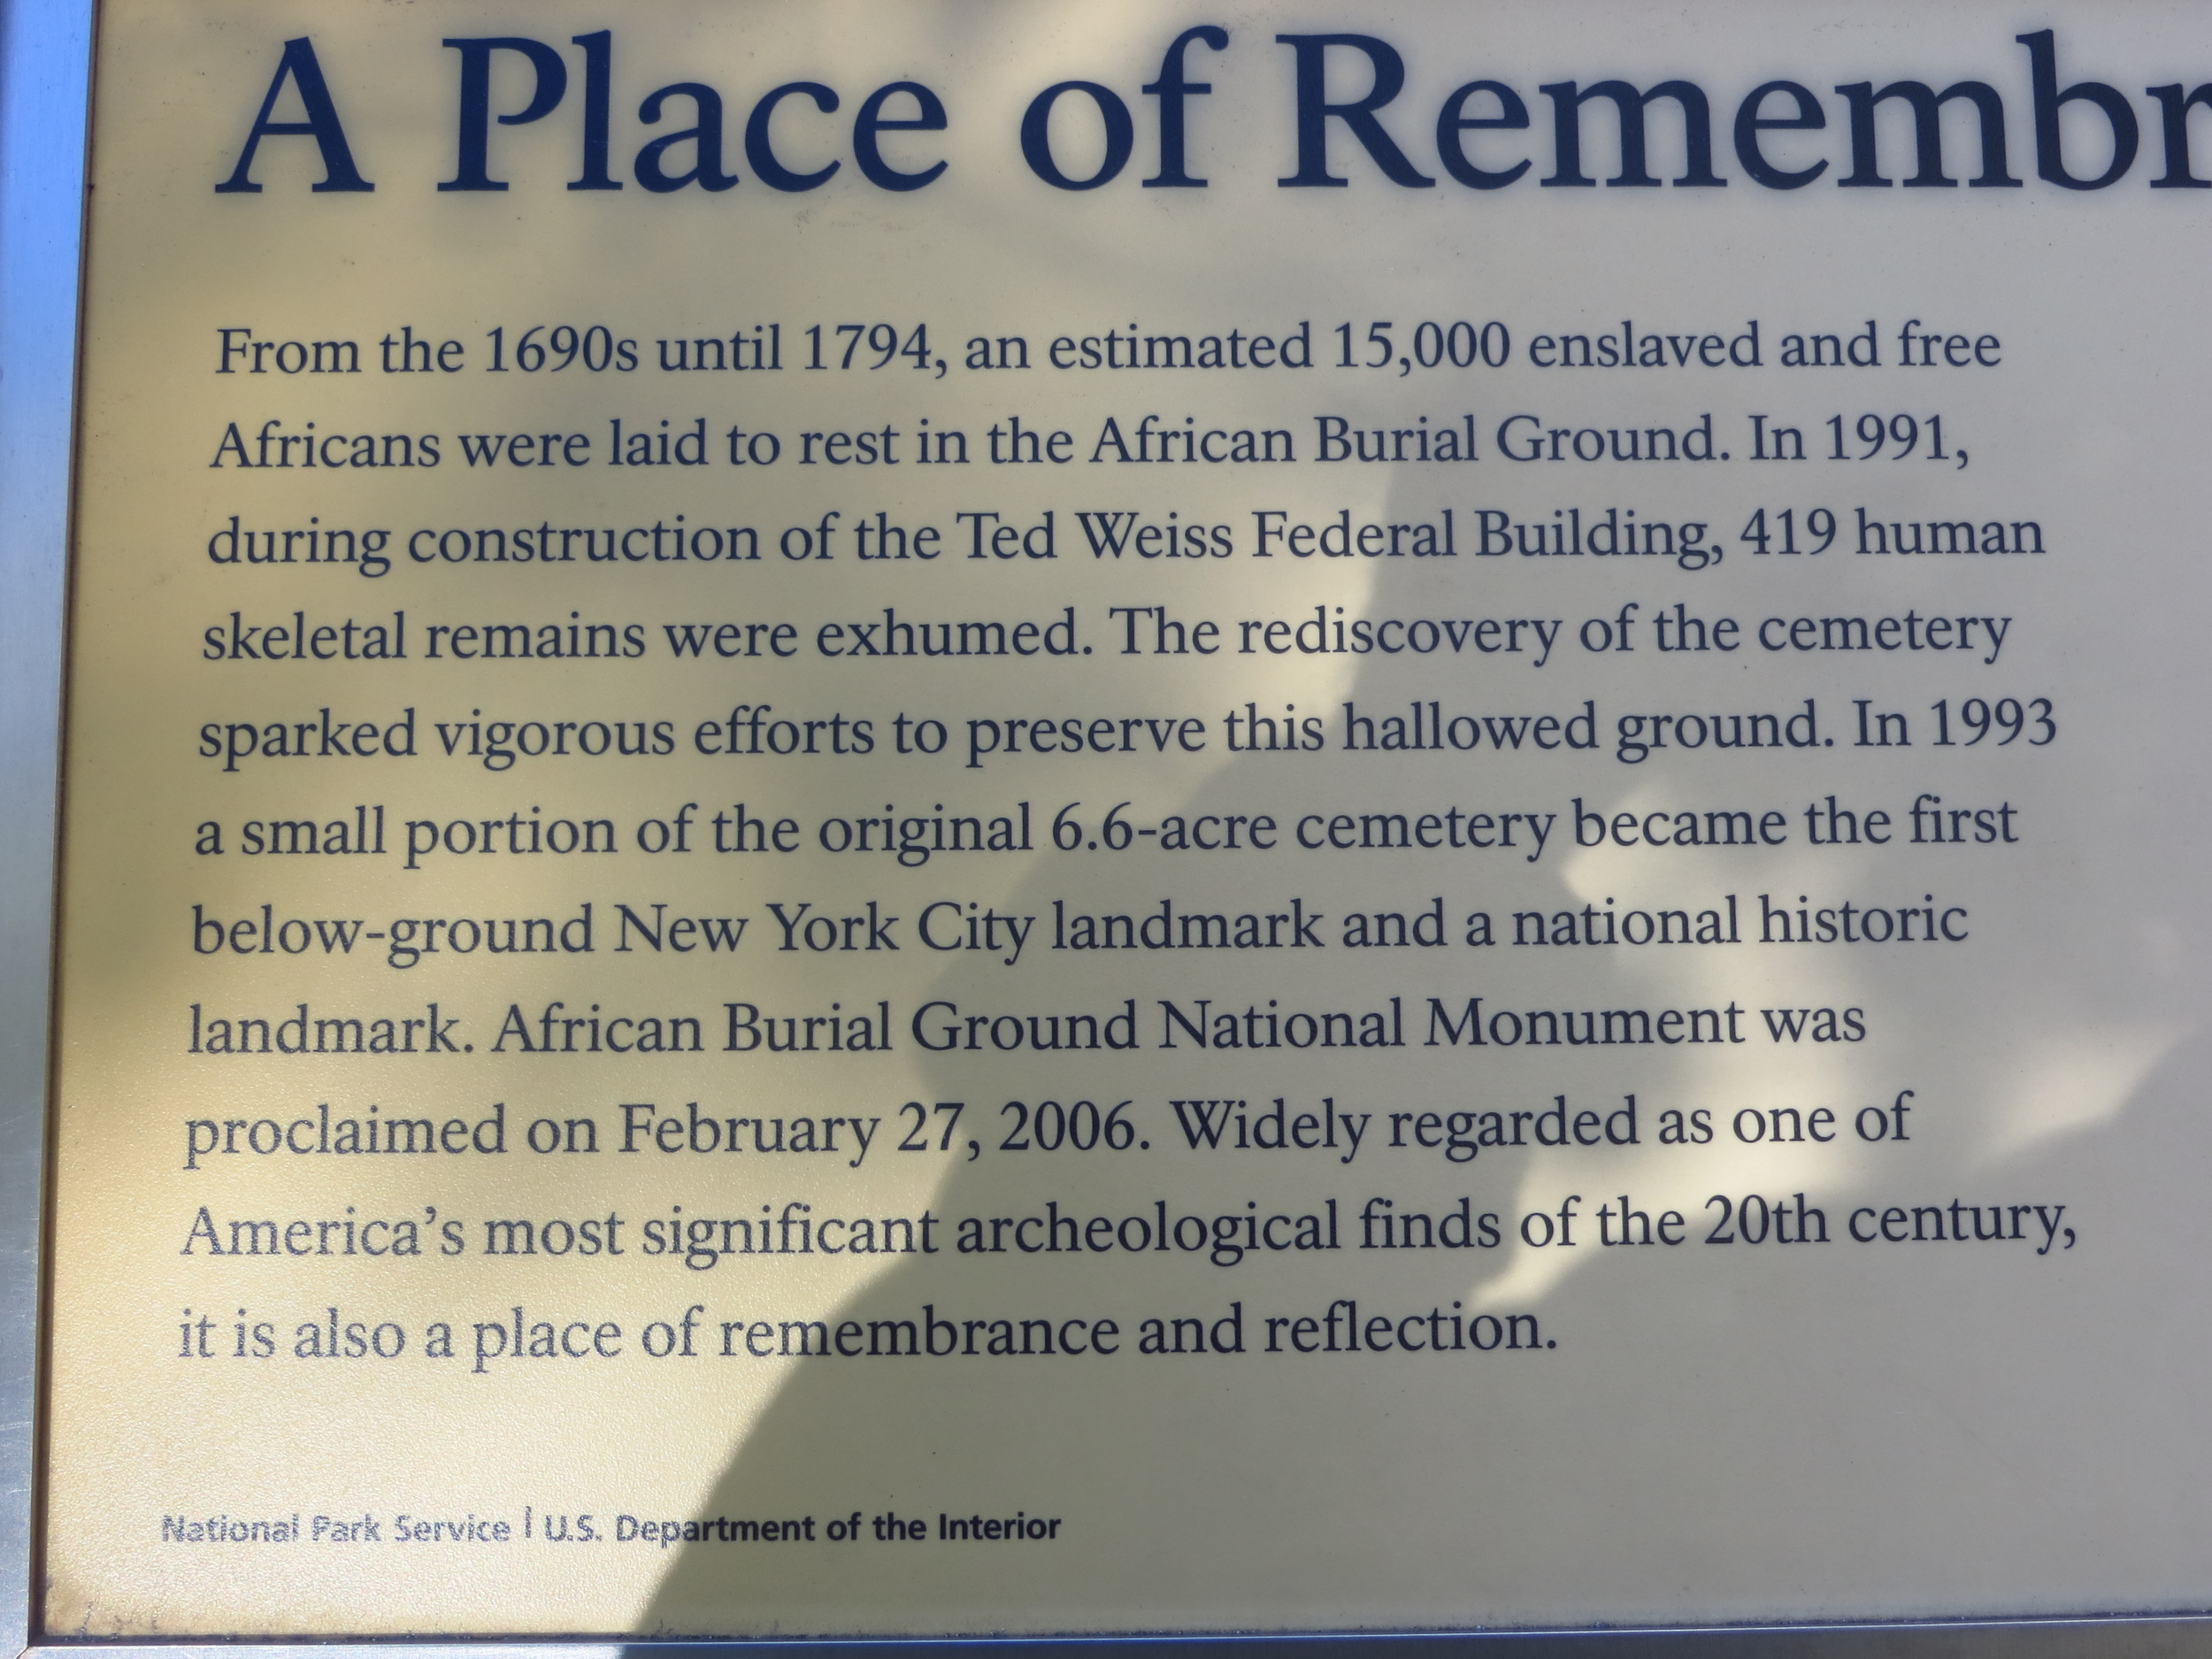 A Place of Remembr
From the 1690s until 1794, an estimated 15,000 enslaved and free
Africans were laid to rest in the African Burial Ground. In 1991,
during construction of the Ted Weiss Federal Building, 419 human
skeletal remains were exhumed. The rediscovery of the cemetery
sparked vigorous efforts to preserve this hallowed ground. In 1993
a small portion of the original 6.6-acre cemetery became the first
below-ground New York City landmark and a national historic
landmark. African Burial Ground National Monument was
proclaimed on February 27, 2006. Widely regarded as one of
America’s most significant archeological finds of the 20th century,
it is also a place of remembrance and reflection.
National Park Service | U.S. Department of the Interior